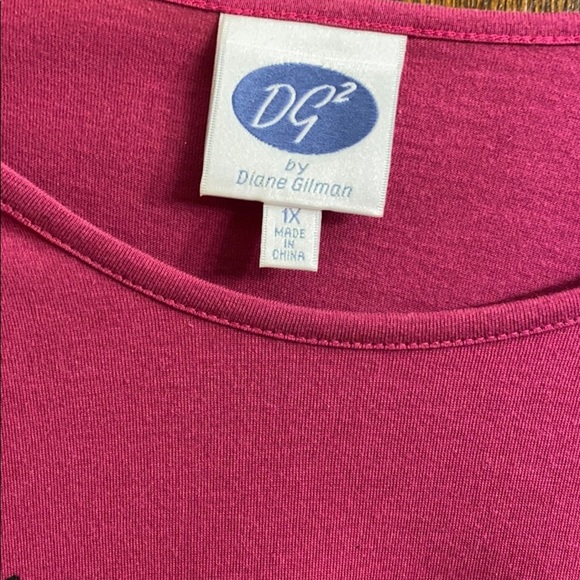 DG²
by
Diane Gilman
1X
MADE
IN
CHINA